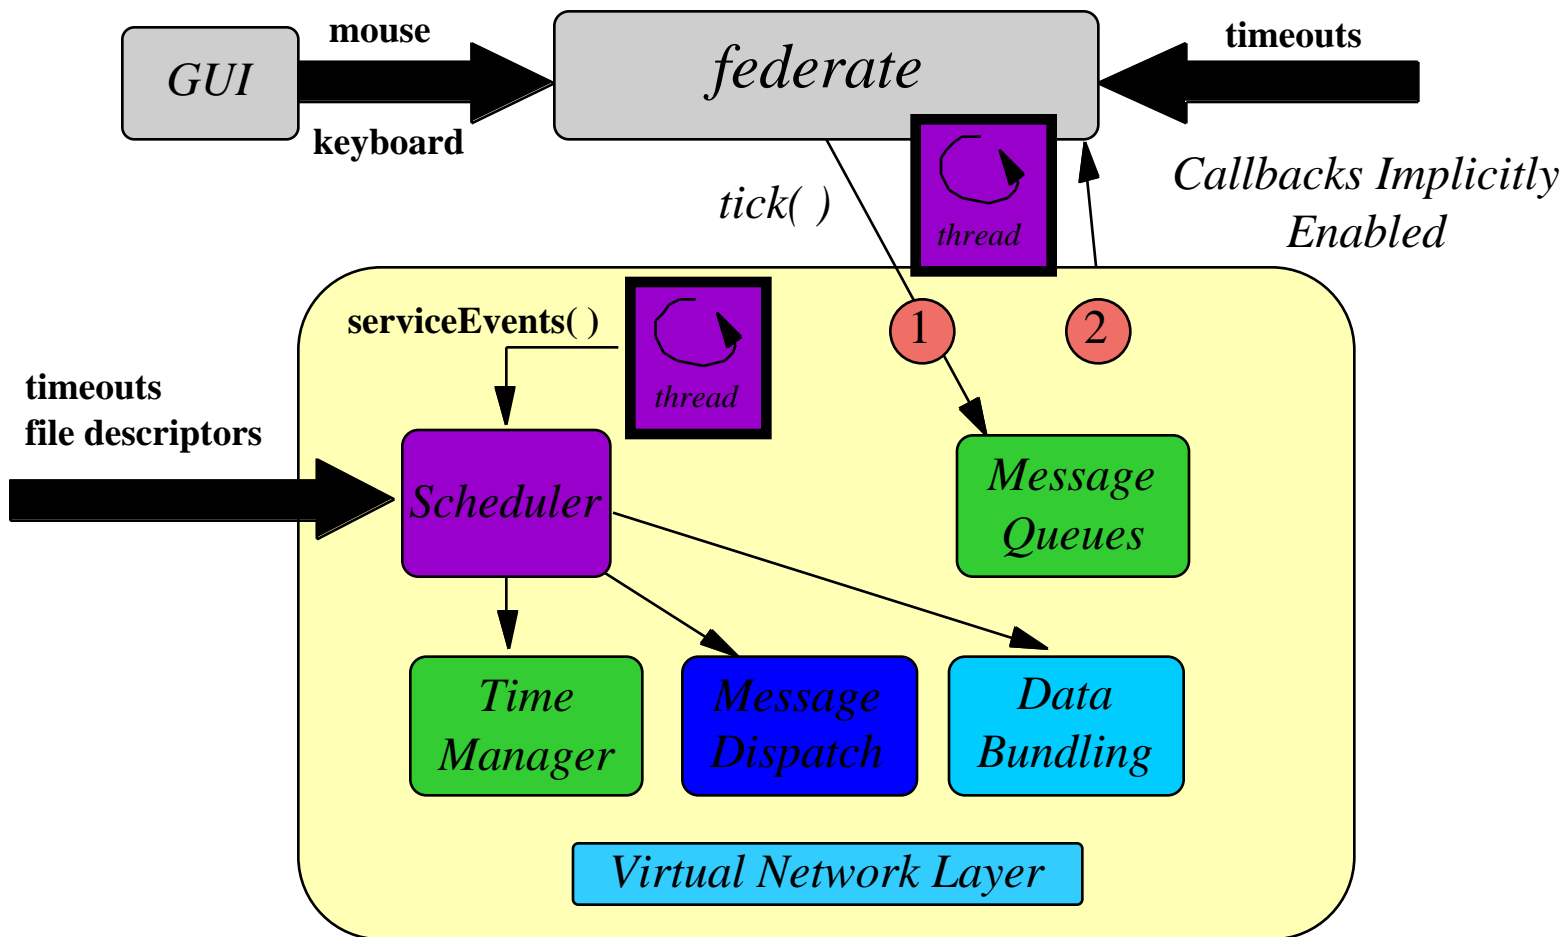 mouse
GUI
keyboard
federate
timeouts
Callbacks Implicitly
Enabled
tick( )
thread
serviceEvents( )
thread
1
2
timeouts
file descriptors
Scheduler
Message
Queues
Time
Manager
Message
Dispatch
Data
Bundling
Virtual Network Layer